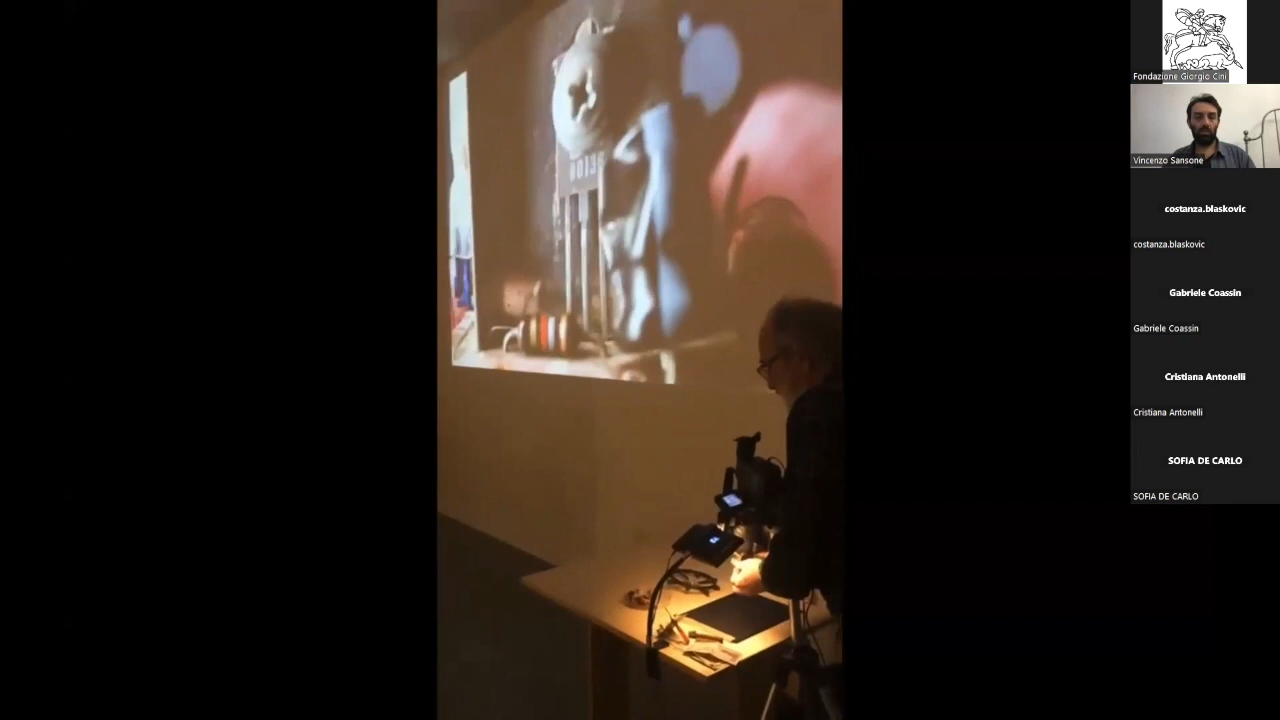 Fondazione Giorgio Cini
Vincenzo Sansone
costanza.blaskovic
costanza.blaskovic
Gabriele Coassin
Gabriele Coassin
Cristiana Antonelli
Cristiana Antonelli
SOFIA DE CARLO
SOFIA DE CARLO